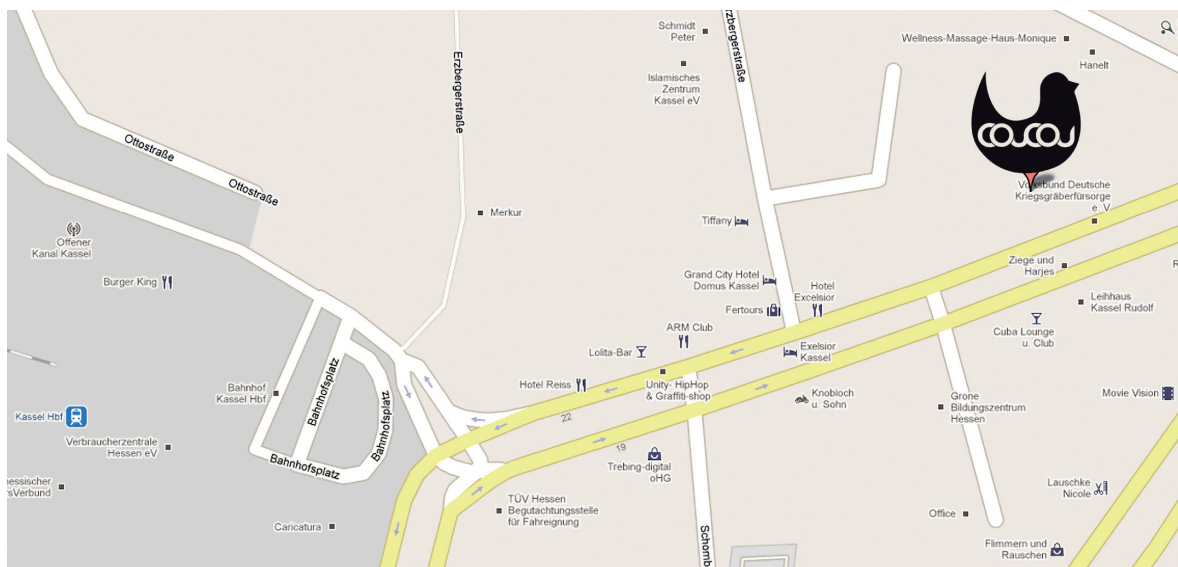 Schmidt
Peter
Wellness-Massage-Haus-Monique
Hanelt
Erzbergerstraße
Erzbergerstraße
Islamisches
Zentrum
Kassel eV
COUCOU
Ottostraße
Ottostraße
Volksbund Deutsche
Kriegsgräberfürsorge
e. V
Merkur
Tiffany
Offener
Kanal Kassel
Burger King
Grand City Hotel
Domus Kassel
Hotel
Excelsior
Fertours
Ziege und
Harjes
Leihhaus
Kassel Rudolf
R
ARM Club
Cuba Lounge
u. Club
Lolita-Bar
Exelsior
Kassel
Hotel Reiss
Unity- HipHop
& Graffiti-shop
Knobloch
u. Sohn
Movie Vision
Bahnhof
Kassel Hbf
Bahnhofsplatz
Bahnhofsplatz
Bahnhofsplatz
Kassel Hbf
Grone
Bildungszentrum
Hessen
22
19
Verbraucherzentrale
Hessen eV
Trebing-digital
oHG
nessischer
rsVerbund
Lauschke
Nicole
TÜV Hessen
Begutachtungsstelle
für Fahreignung
Caricatura
Office
Schomb
Flimmern und
Rauschen